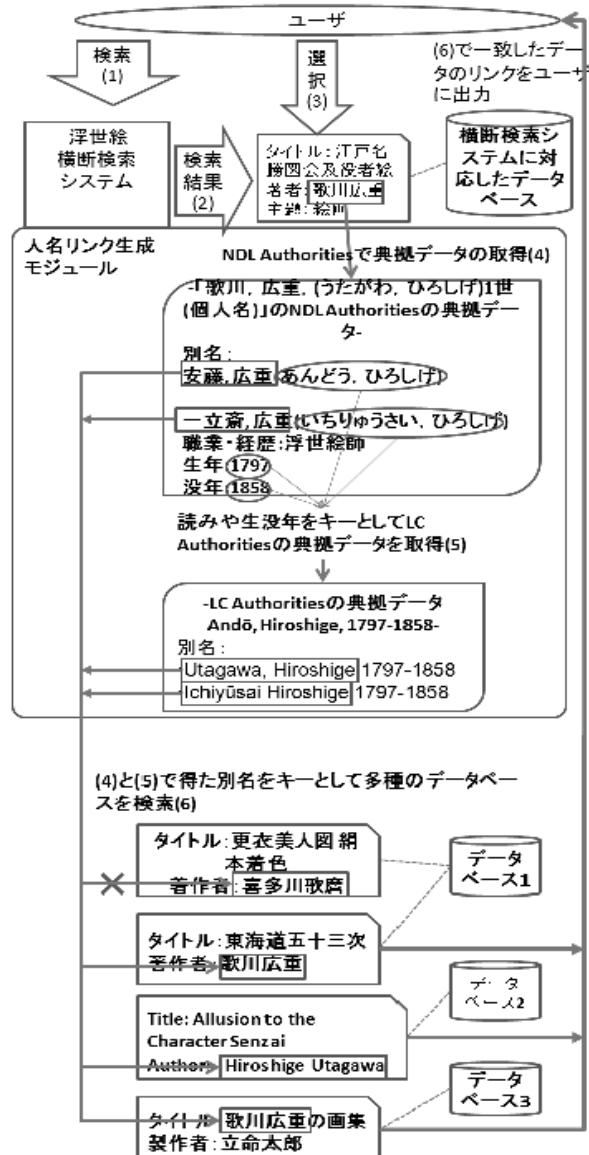 ユーザ
検索
(1)
選
択
(3)
(6)で一致したデー
タのリンクをユーザ
に出力
浮世絵
横断検索
システム
検索
結果
(2)
タイトル:江戸名
勝図会及役者絵
著者:歌川広重
主題:絵画
横断検索シ
ステムに対
応したデータ
ベース
人名リンク生成
モジュール
NDL Authoritiesで典拠データの取得(4)
-「歌川, 広重, (うたがわ, ひろしげ)1世
(個人名)」のNDLAuthoritiesの典拠デー
タ-
別名:
安藤,広重(あんどう, ひろしげ)
一立斎,広重(いちりゅうさい, ひろしげ)
職業・経歴:浮世絵師
生年1797
没年1858
読みや生没年をキーとしてLC
Authoritiesの典拠データを取得(5)
-LC Authoritiesの典拠データ
Andō, Hiroshige, 1797-1858-
別名:
Utagawa, Hiroshige 1797-1858
Ichiyūsai Hiroshige 1797-1858
(4)と(5)で得た別名をキーとして多種のデータベー
スを検索(6)
タイトル:更衣美人図 絹
本着色
著作者:喜多川歌麿
データ
ベース1
タイトル:東海道五十三次
著作者:歌川広重
Title: Allusion to the
Character Senzai
Author: Hiroshige Utagawa
データ
ベース2
タイトル:歌川広重の画集
製作者:立命太郎
データ
ベース3